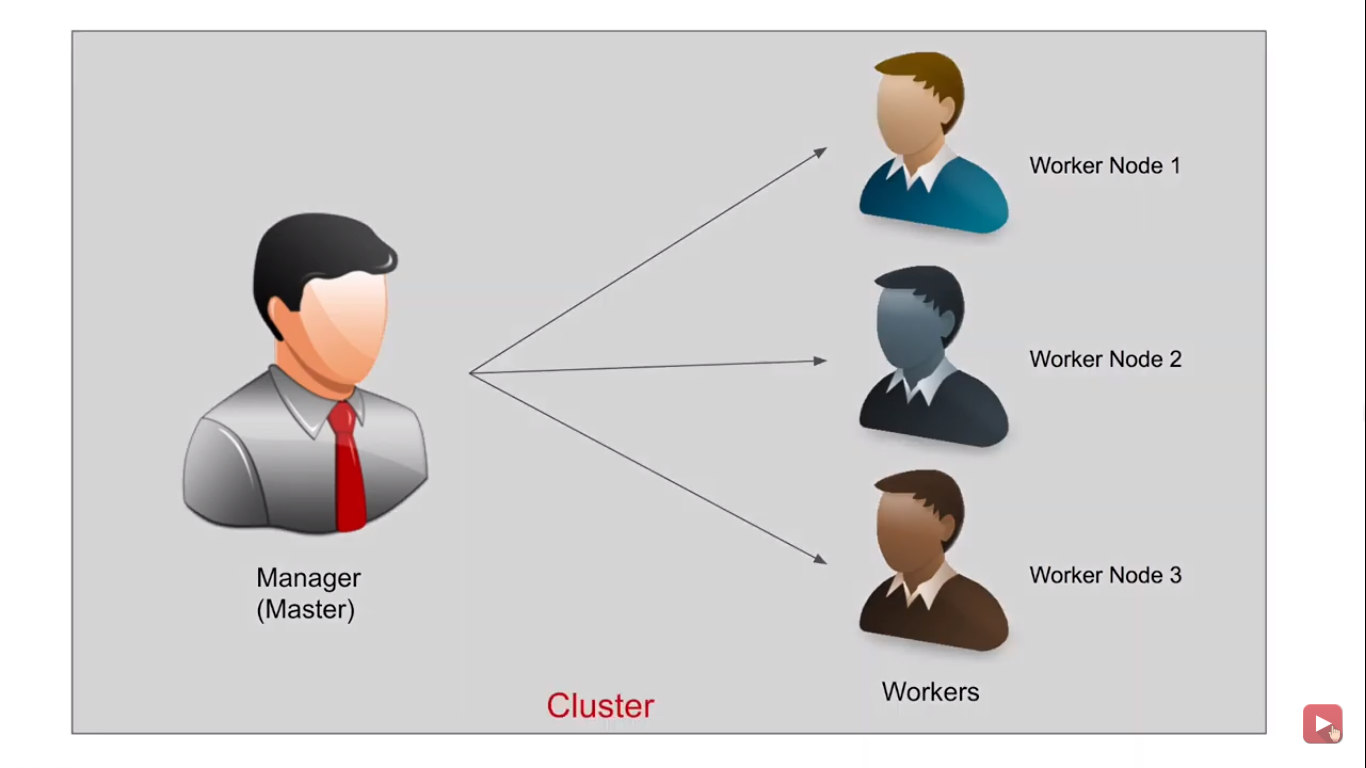 Worker Node 1
Worker Node 2
Manager
(Master)
Worker Node 3
Workers
Cluster